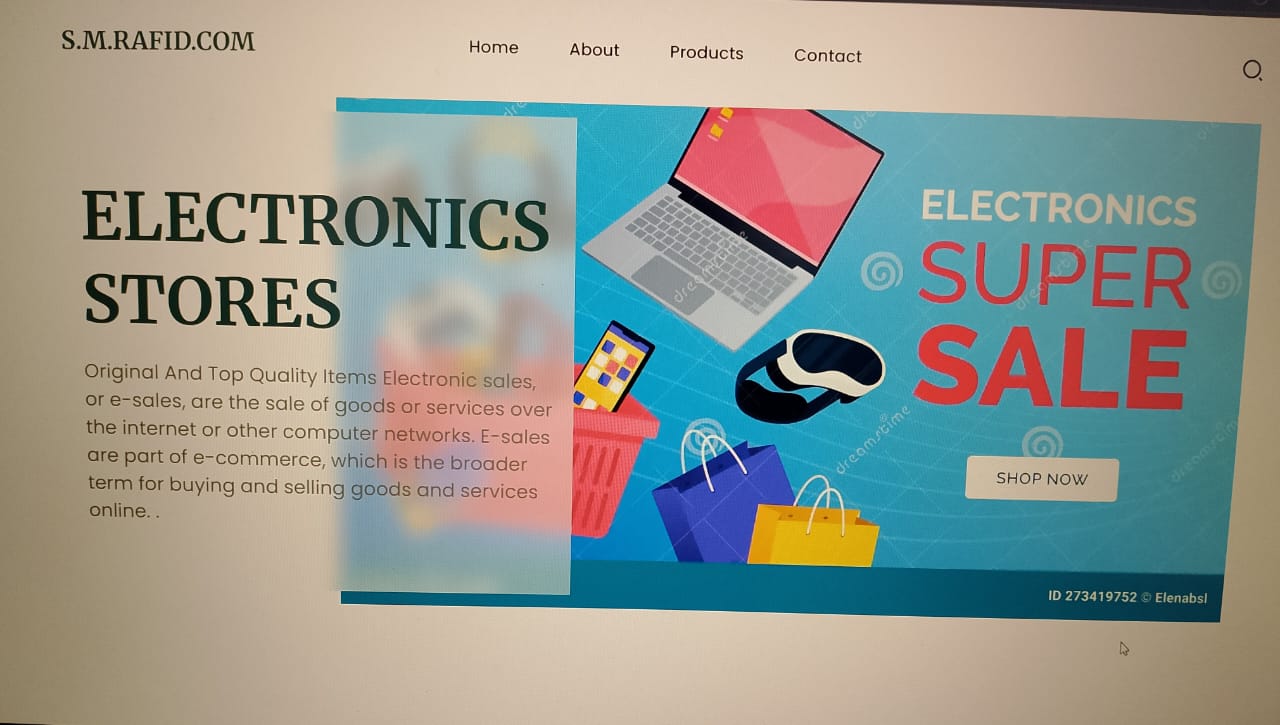 S.M.RAFID.COM
Home About Products Contact
ELECTRONICS
STORES
Original And Top Quality Items Electronic sales,
or e-sales, are the sale of goods or services over
the internet or other computer networks. E-sales
are part of e-commerce, which is the broader
term for buying and selling goods and services
online. .
ELECTRONICS
SUPER
SALE
SHOP NOW
ID 273419752 © Elenabsl
dreamstime
dreamstime
dreamstime